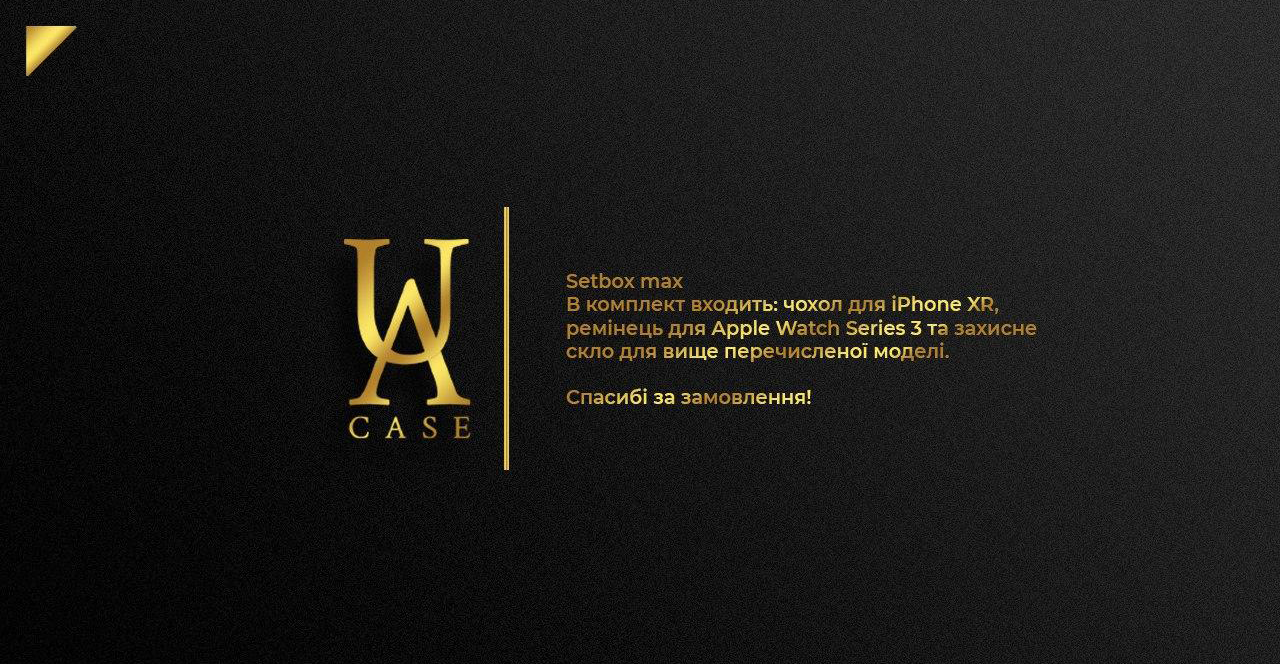 UA
CASE
Setbox max
В комплект входить: чохол для iPhone XR,
ремінець для Apple Watch Series 3 та захисне
скло для вище перечисленої моделі.
Спасибі за замовлення!